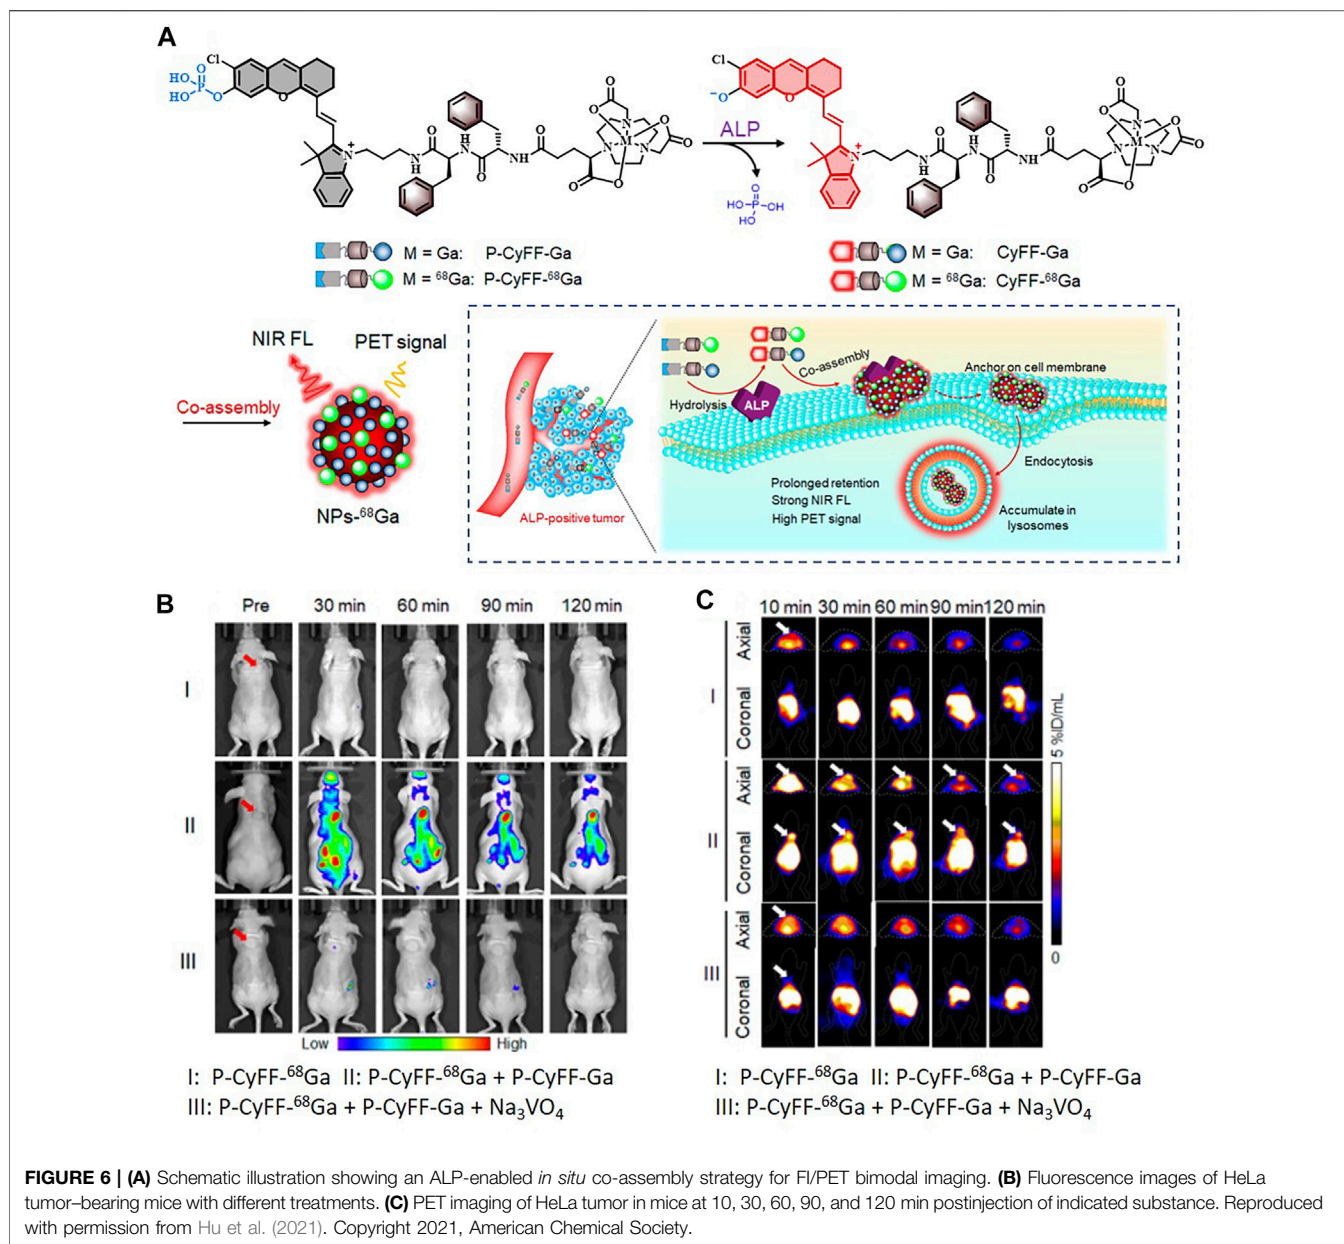 A
Cl
HO
HO
O
P
O
O
N
+
N
H
O
H
N
O
NH
O
O
O
O
O
N
N
N
N
M
O
O
O
ALP
O
HO-P-OH
HO
Cl
-O
O
N
+
N
H
O
H
N
O
NH
O
O
O
O
O
N
N
N
N
M
O
O
O
M = Ga: P-CyFF-Ga
M = 68Ga: P-CyFF-68Ga
M = Ga: CyFF-Ga
M = 68Ga: CyFF-68Ga
NIR FL
PET signal
Co-assembly
NPs-68Ga
ALP-positive tumor
Hydrolysis
ALP
Co-assembly
Anchor on cell membrane
Endocytosis
Prolonged retention
Strong NIR FL
High PET signal
Accumulate in
lysosomes
B
Pre 30 min 60 min 90 min 120 min
I
II
III
Low High
I: P-CyFF-68Ga II: P-CyFF-68Ga + P-CyFF-Ga
III: P-CyFF-68Ga + P-CyFF-Ga + Na3VO4
C
10 min 30 min 60 min 90 min 120 min
I
Axial
Coronal
II
Axial
Coronal
III
Axial
Coronal
5 %ID/mL
0
I: P-CyFF-68Ga II: P-CyFF-68Ga + P-CyFF-Ga
III: P-CyFF-68Ga + P-CyFF-Ga + Na3VO4
FIGURE 6 | (A) Schematic illustration showing an ALP-enabled in situ co-assembly strategy for FI/PET bimodal imaging. (B) Fluorescence images of HeLa
tumor–bearing mice with different treatments. (C) PET imaging of HeLa tumor in mice at 10, 30, 60, 90, and 120 min postinjection of indicated substance. Reproduced
with permission from Hu et al. (2021). Copyright 2021, American Chemical Society.